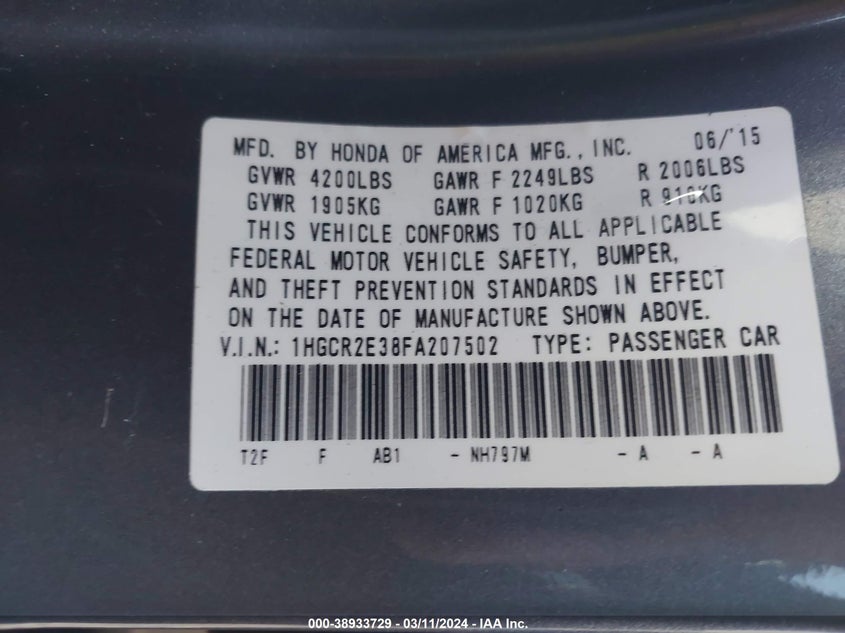 MFD. BY HONDA OF AMERICA MFG., INC. 06/'15
GVWR 4200LBS GAWR F 2249LBS R 2006LBS
GVWR 1905KG GAWR F 1020KG R 910KG
THIS VEHICLE CONFORMS TO ALL APPLICABLE
FEDERAL MOTOR VEHICLE SAFETY, BUMPER,
AND THEFT PREVENTION STANDARDS IN EFFECT
ON THE DATE OF MANUFACTURE SHOWN ABOVE.
V.I.N.: 1HGCR2E38FA207502 TYPE: PASSENGER CAR
T2F F AB1 - NH797M - A - A
000-38933729 - 03/11/2024 - IAA Inc.